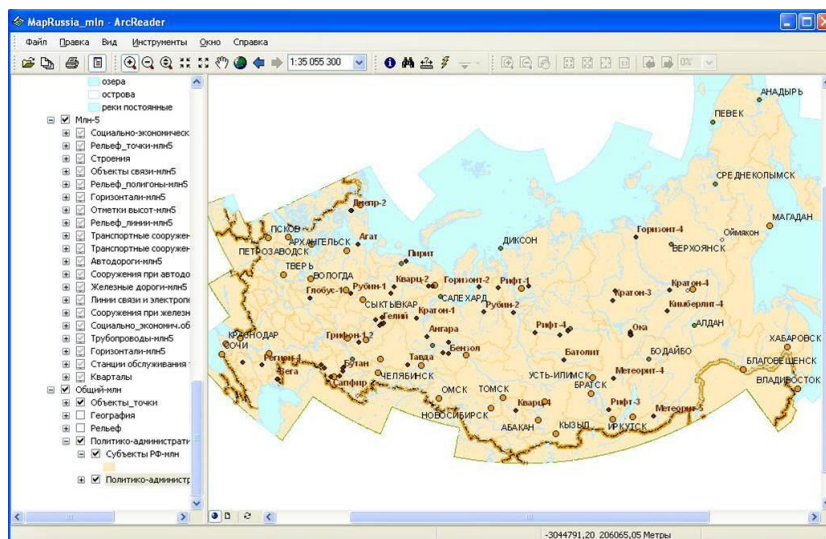 MapRussia_mln - ArcReader
Файл Правка Вид Инструменты Окно Справка
1:35 055 300
0%
озера
острова
реки постоянные
Млн-5
Социально-экономическ
Рельеф_точки-млн5
Строения
Объекты связи-млн5
Рельеф_полигоны-млн5
Горизонтали-млн5
Отметки высот-млн5
Рельеф_линии-млн5
Транспортные сооружен
Транспортные сооружен
Автодороги-млн5
Сооружения при автодо
Железные дороги-млн5
Линии связи и электроп
Сооружения при железн
Социально_эконорич.об
Трубопроводы-млн5
Горизонтали-млн5
Станции обслуживания т
Кварталы
Общий-млн
Объекты_точки
География
Рельеф
Политико-администрати
Субъекты РФ-млн
Политико-администр
АНАДЫРЬ
ПЕВЕК
СРЕДНЕКОЛЫМСК
Днепр-2
МАГАДАН
ПСКОВ
Горизонт-4
Оймякон
АРХАНГЕЛЬСК
Агат
ДИКСОН
ВЕРХОЯНСК
ПЕТРОЗАВОДСК
Пирит
ТВЕРЬ
ВОЛОГДА
Кварц-2
Горизонт-2
Рифт-1
Кратон-4
Глобус-1
Рубин-1
САЛЕХАРД
Кратон-3
СЫКТЫВКАР
Рубин-2
Кимберлит-4
Гелий
Кратон-1
АЛДАН
КРАСНОДАР
Грифон-1,2
Ангара
Рифт-4
Ока
ХАБАРОВСК
СОЧИ
Бензол
Батолит
БОДАЙБО
Регион-4
Бутан
Тавда
БЛАГОВЕЩЕНСК
Вега
ЧЕЛЯБИНСК
УСТЬ-ИЛИМСК
Метеорит-4
Сапфир
БРАТСК
ВЛАДИВОСТОК
ОМСК
ТОМСК
НОВОСИБИРСК
Кварц-4
Рифт-3
Метеорит-5
АБАКАН
КЫЗЫЛ
ИРКУТСК
-3044791,20 206065,05 Метры